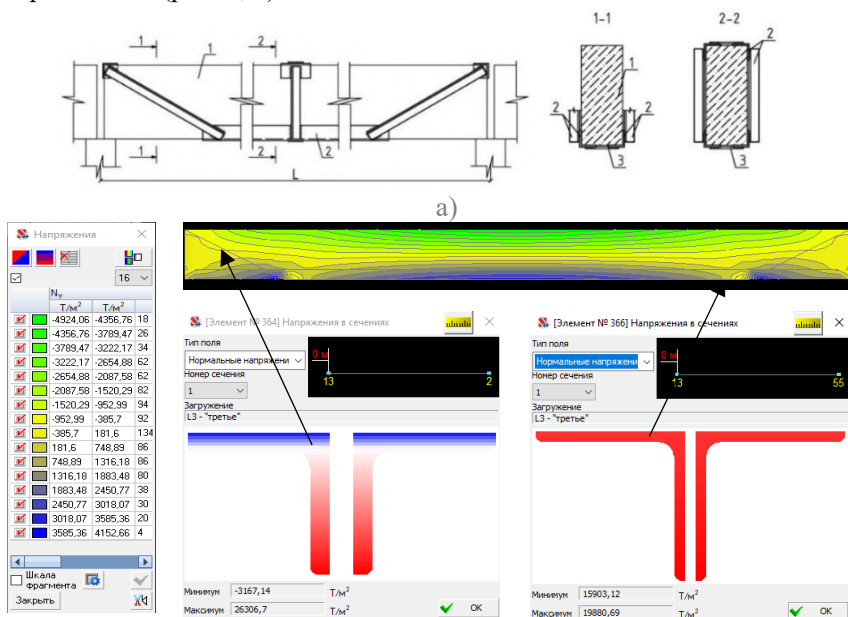 1-1
2-2
1
2
1
1
2
1
2
2
2
2
3
3
1
2
L
а)
Напряжения
16
Nу
Т/м² Т/м²
-4924,06 -4356,76 18
-4356,76 -3789,47 26
-3789,47 -3222,17 34
-3222,17 -2654,88 62
-2654,88 -2087,58 62
-2087,58 -1520,29 82
-1520,29 -952,99 94
-952,99 -385,7 92
-385,7 181,6 134
181,6 748,89 86
748,89 1316,18 86
1316,18 1883,48 80
1883,48 2450,77 38
2450,77 3018,07 30
3018,07 3585,36 20
3585,36 4152,66 4
Шкала
фрагмента
Закрыть
[Элемент № 364] Напряжения в сечениях
Тип поля
Нормальные напряжени
Номер сечения
1
0 м
13 2
Загружение
L3 - "третье"
Минимум -3167,14 Т/м²
Максимум 26306,7 Т/м²
OK
[Элемент № 366] Напряжения в сечениях
Тип поля
Нормальные напряжени
Номер сечения
1
0 м
13 55
Загружение
L3 - "третье"
Минимум 15903,12 Т/м²
Максимум 19880,69 Т/м²
OK